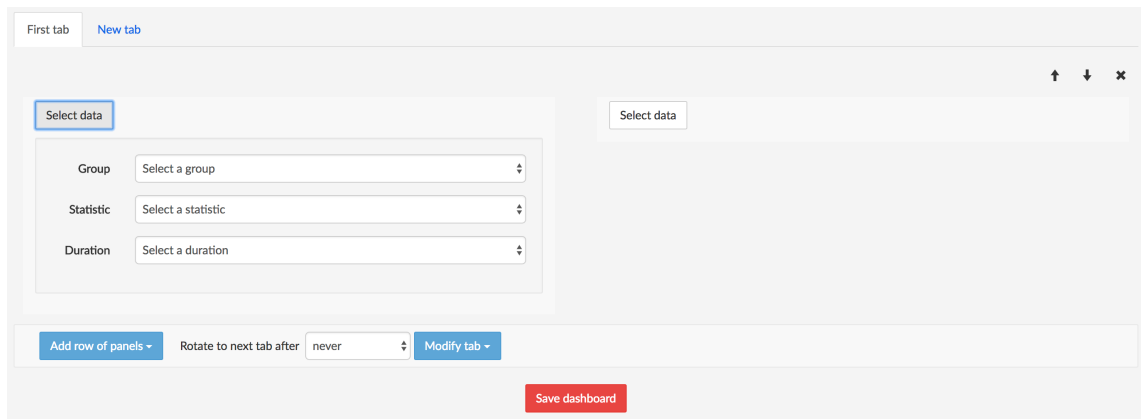 First tab New tab
Select data Select data
Group Select a group
Statistic Select a statistic
Duration Select a duration
Add row of panels Rotate to next tab after never Modify tab
Save dashboard